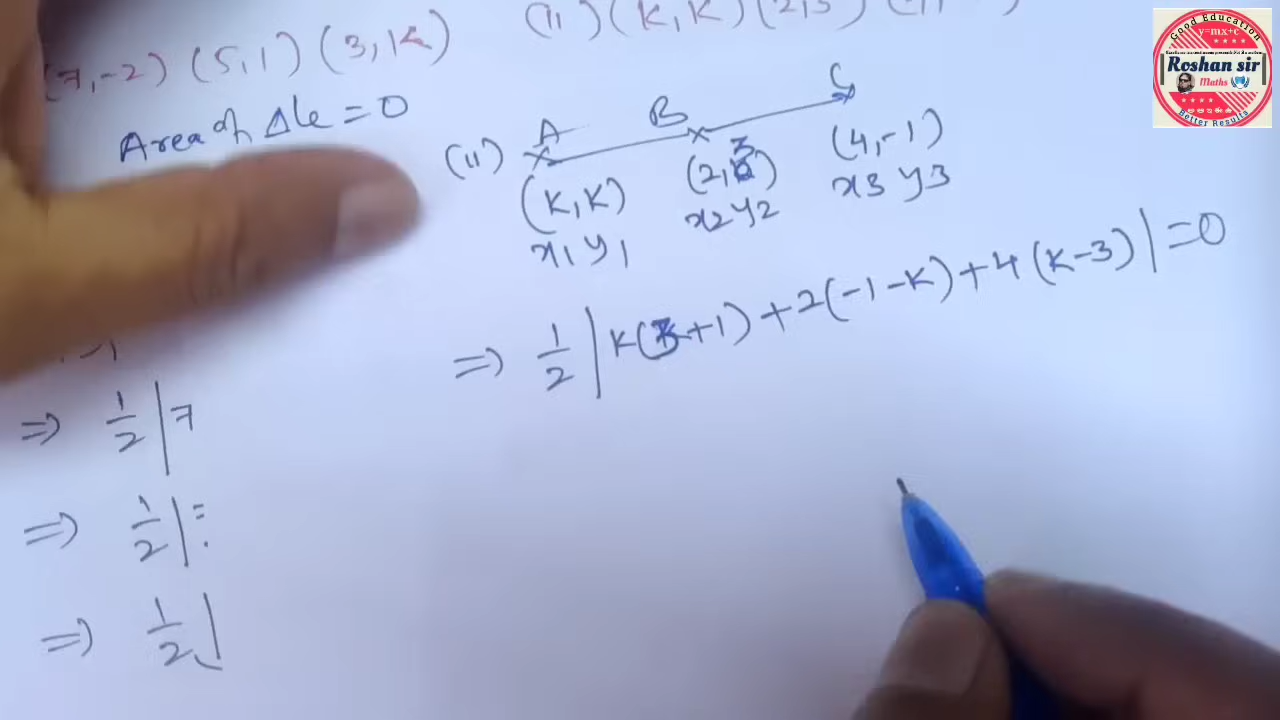 (7,-2) (5,1) (3,k)
Area of Δle = 0
(ii) (k,k) (2,3)
(ii) A B C
(k,k) (2,3) (4,-1)
x1 y1 x2 y2 x3 y3
⇒ 1/2 | k(3+1) + 2(-1-k) + 4(k-3) | = 0
⇒ 1/2 | 7
⇒ 1/2 |
⇒ 1/2 |
Good Education
y=mx+c
Roshan sir
Maths
Better Results